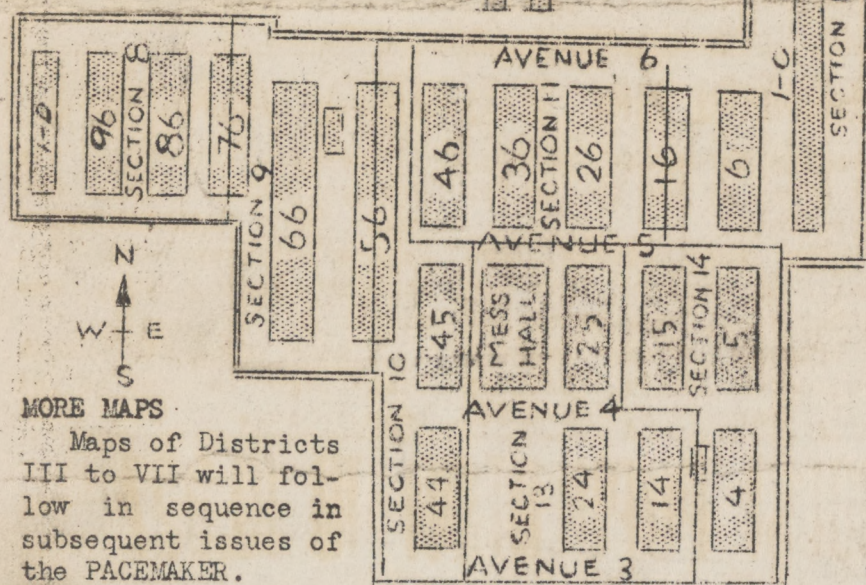 AVENUE 6
1-D
96
SECTION 8
86
76
SECTION 9
66
56
46
36
SECTION 11
26
16
6
1-C
SECTION
AVENUE 5
N
W E
S
SECTION 10
45
MESS
HALL
25
15
SECTION 14
5
AVENUE 4
44
SECTION
13
24
14
4
AVENUE 3
MORE MAPS
Maps of Districts
III to VII will fol-
low in sequence in
subsequent issues of
the PACEMAKER.